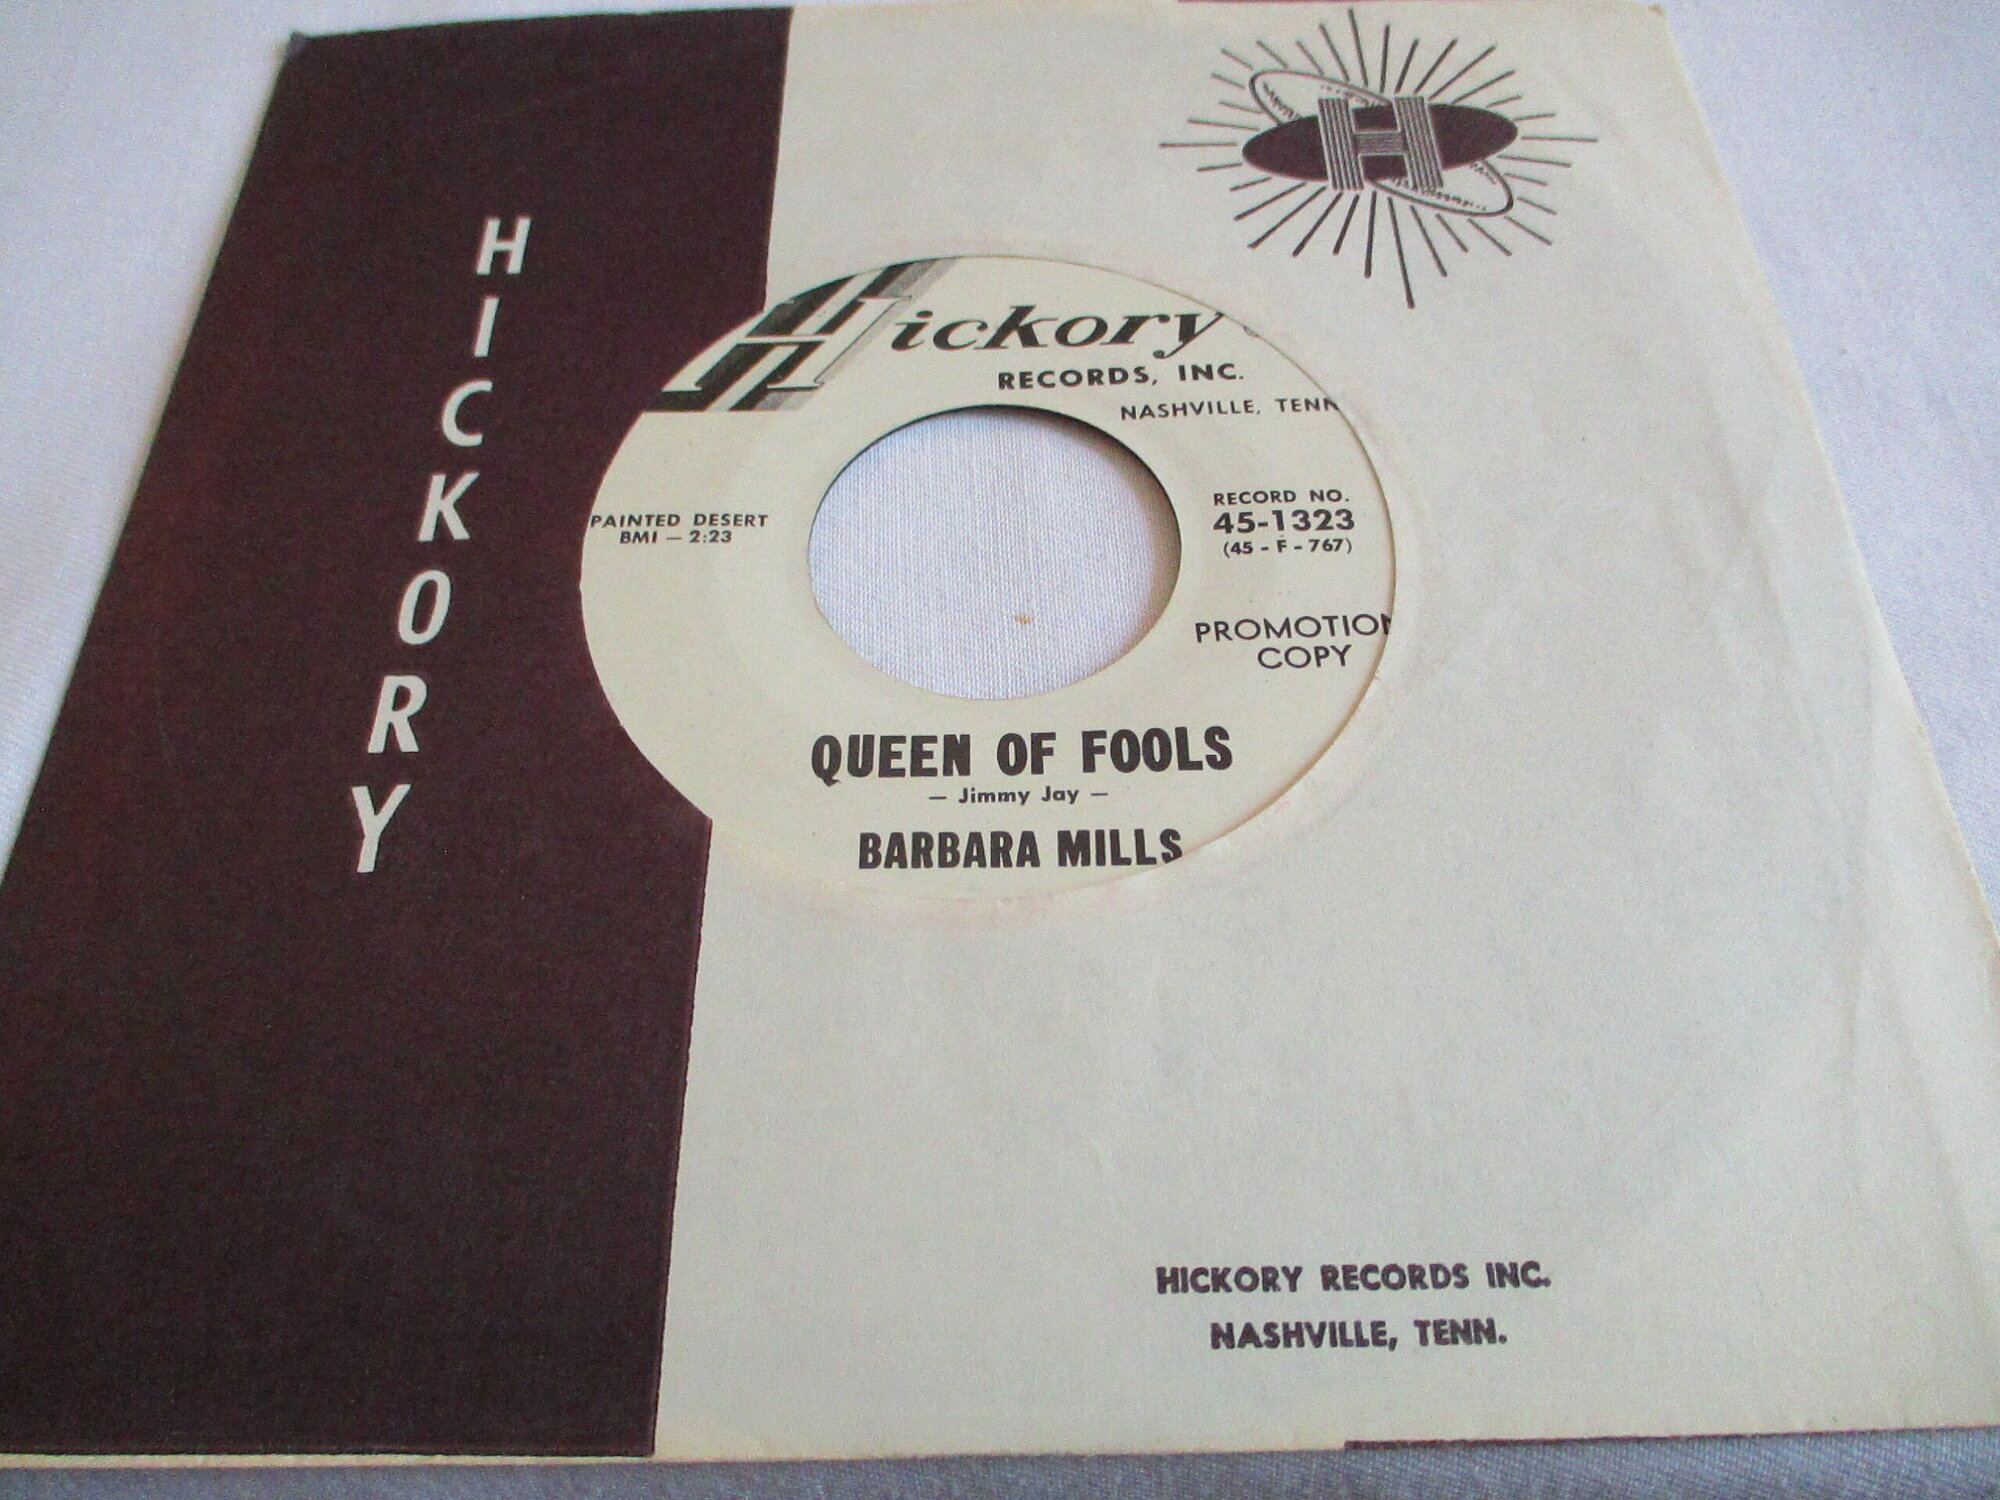 HICKORY
H
Hickory
RECORDS, INC.
NASHVILLE, TENN
PAINTED DESERT
BMI — 2:23
RECORD NO.
45-1323
(45 - F - 767)
PROMOTION
COPY
QUEEN OF FOOLS
— Jimmy Jay —
BARBARA MILLS
HICKORY RECORDS INC.
NASHVILLE, TENN.